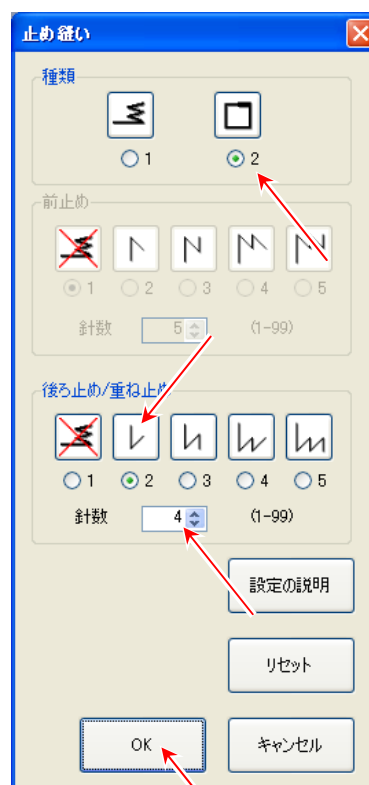 止め縫い
種類
1 2
前止め
1 2 3 4 5
針数 5 (1-99)
後ろ止め/重ね止め
1 2 3 4 5
針数 4 (1-99)
設定の説明
リセット
OK キャンセル